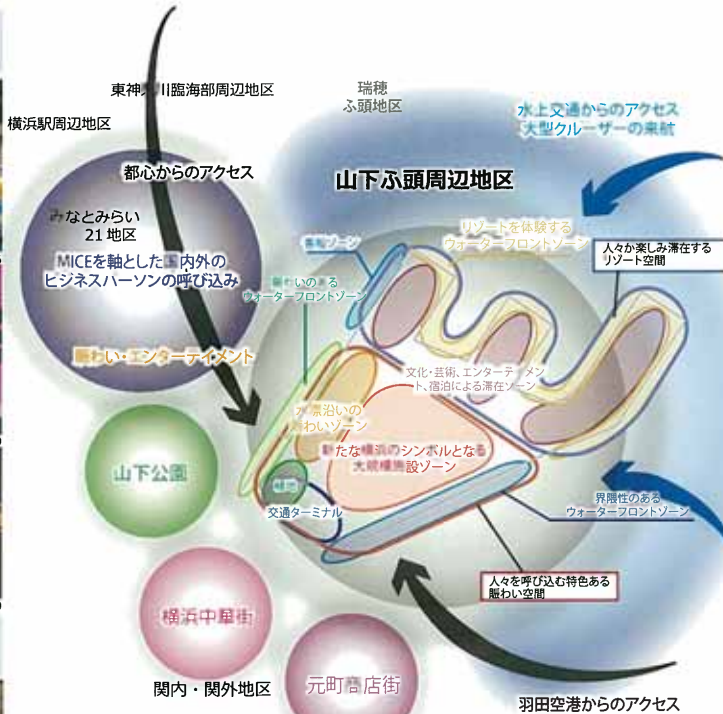 東神奈川臨海部周辺地区
瑞穂
ふ頭地区
水上交通からのアクセス
大型クルーザーの来航
横浜駅周辺地区
都心からのアクセス
山下ふ頭周辺地区
みなとみらい
21地区
MICEを軸とした国内外の
ビジネスパーソンの呼び込み
賑わい・エンターテイメント
リゾートを体験する
ウォーターフロントゾーン
人々が楽しみ滞在する
リゾート空間
賑わいのある
ウォーターフロントゾーン
文化・芸術、エンターテイメン
ト、宿泊による滞在ゾーン
水際沿いの
賑わいゾーン
新たな横浜のシンボルとなる
大規模施設ゾーン
山下公園
緑地
交通ターミナル
界隈性のある
ウォーターフロントゾーン
人々を呼び込む特色ある
賑わい空間
横浜中華街
関内・関外地区
元町商店街
羽田空港からのアクセス